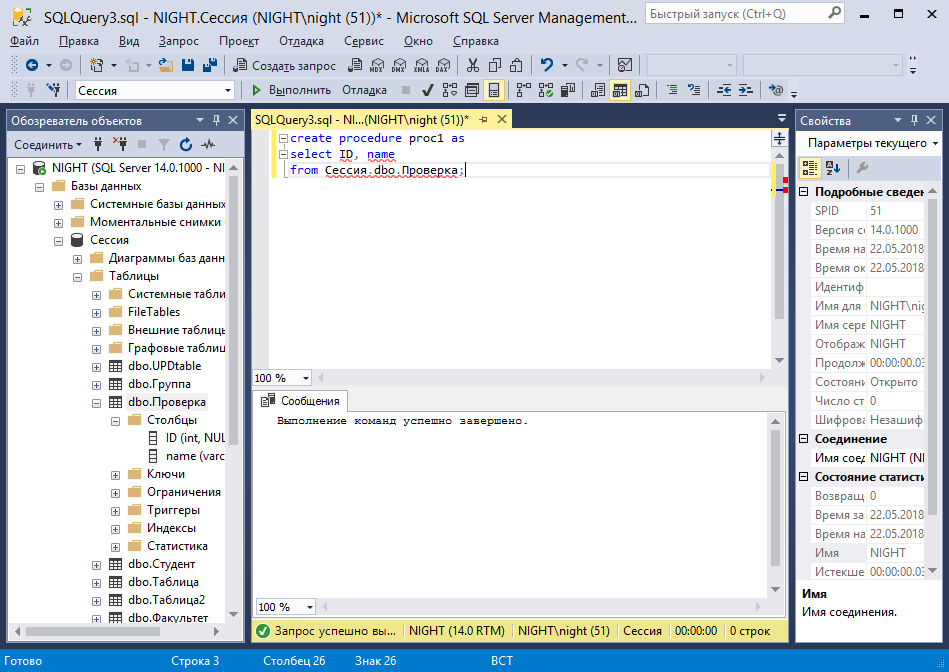 SQLQuery3.sql - NIGHT.Сессия (NIGHT\night (51))* - Microsoft SQL Server Management...
Быстрый запуск (Ctrl+Q)
Файл Правка Вид Запрос Проект Отладка Сервис Окно Справка
Создать запрос MDX DMX XMLA DAX
Сессия Выполнить Отладка
Обозреватель объектов
Соединить
NIGHT (SQL Server 14.0.1000 - NI
Базы данных
Системные базы данных
Моментальные снимки
Сессия
Диаграммы баз данн
Таблицы
Системные табли
FileTables
Внешние таблицы
Графовые таблиц
dbo.UPDtable
dbo.Группа
dbo.Проверка
Столбцы
ID (int, NUL
name (varc
Ключи
Ограничения
Триггеры
Индексы
Статистика
dbo.Студент
dbo.Таблица
dbo.Таблица2
dbo.Факультет
SQLQuery3.sql - NI...(NIGHT\night (51))*
create procedure proc1 as
select ID, name
from Сессия.dbo.Проверка;
100 %
Сообщения
Выполнение команд успешно завершено.
100 %
Запрос успешно вы... NIGHT (14.0 RTM) NIGHT\night (51) Сессия 00:00:00 0 строк
Свойства
Параметры текущего
Подробные сведен
SPID 51
Версия се 14.0.1000
Время на 22.05.2018
Время ок 22.05.2018
Идентиф
Имя для NIGHT\nig
Имя серв NIGHT
Отображ NIGHT
Продолж 00:00:00.03
Состояни Открыто
Число ст 0
Шифрова Незашиф
Соединение
Имя соед NIGHT (NI
Состояние статисти
Возвращ 0
Время за 22.05.2018
Время на 22.05.2018
Имя NIGHT
Истекше 00:00:00.03
Имя
Имя соединения.
Готово Строка 3 Столбец 26 Знак 26 ВСТ